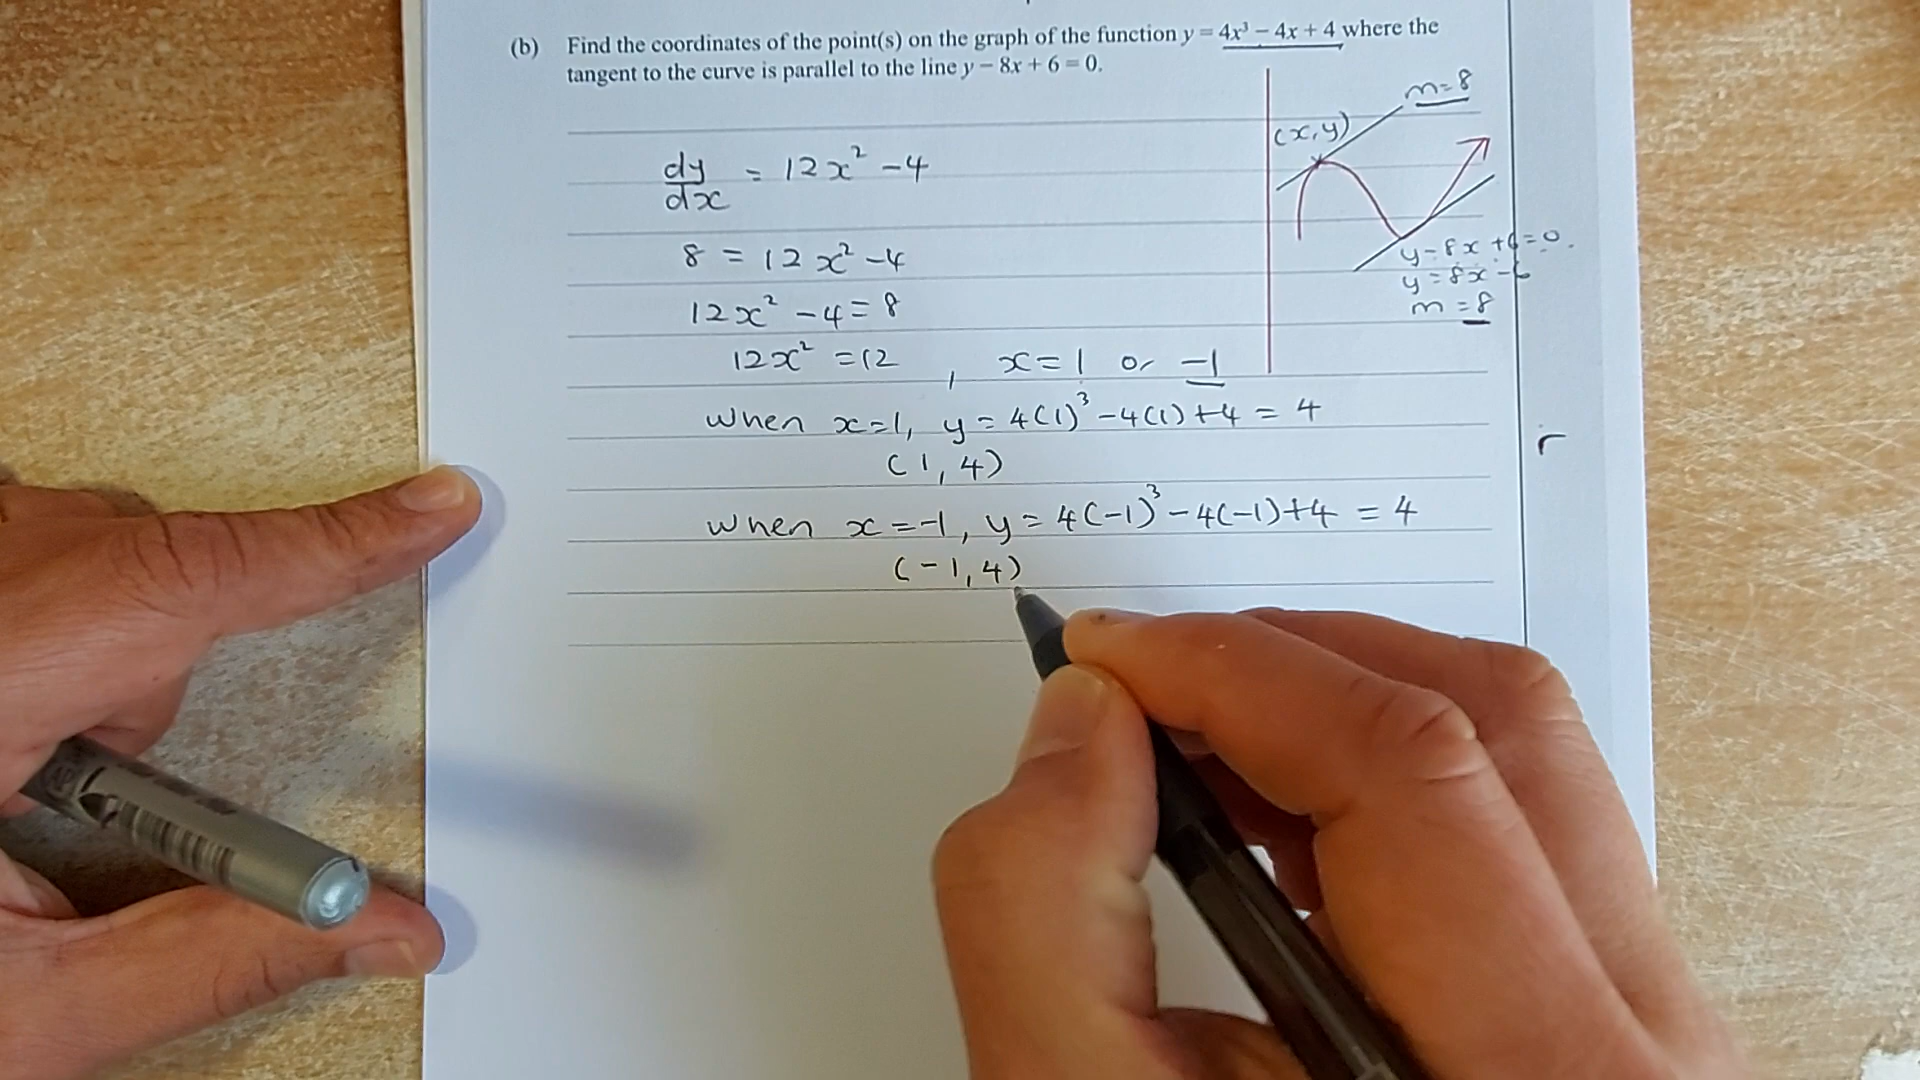 (b) Find the coordinates of the point(s) on the graph of the function y = 4x³ − 4x + 4 where the
tangent to the curve is parallel to the line y − 8x + 6 = 0.
m=8
(x,y)
dy/dx = 12x² −4
8 = 12x² −4
y−8x+6=0.
y=8x−6
12x² −4=8
m=8
12x² =12, x=1 or −1
When x=1, y=4(1)³−4(1)+4=4
(1,4)
r
When x=−1, y=4(−1)³−4(−1)+4=4
(−1,4)